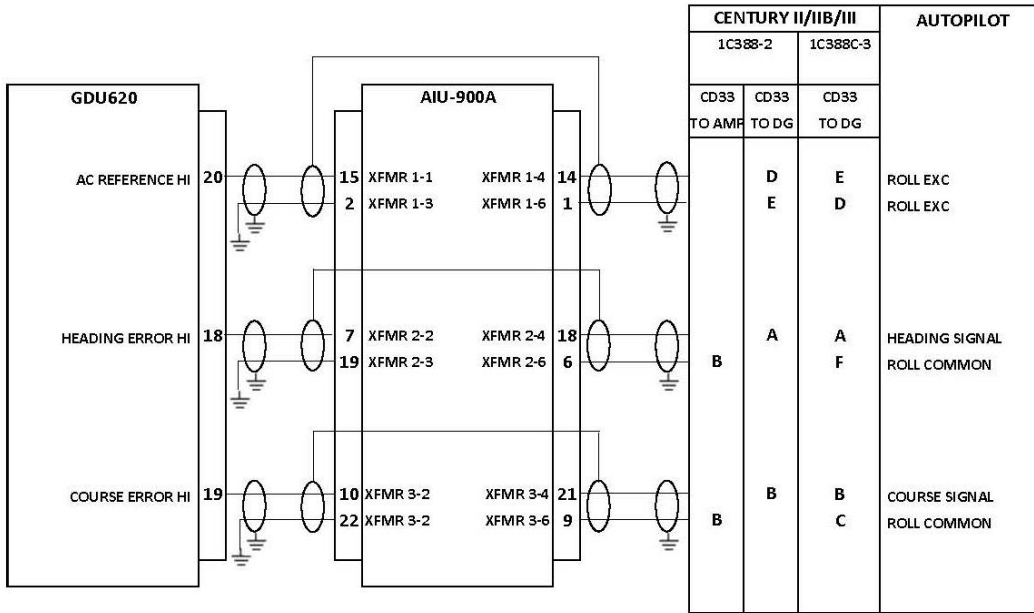 CENTURY II/IIB/III AUTOPILOT
1C388-2 1C388C-3
GDU620 AIU-900A CD33 CD33 CD33
TO AMP TO DG TO DG
AC REFERENCE HI 20 15 XFMR 1-1 XFMR 1-4 14 D E ROLL EXC
2 XFMR 1-3 XFMR 1-6 1 E D ROLL EXC
HEADING ERROR HI 18 7 XFMR 2-2 XFMR 2-4 18 A A HEADING SIGNAL
19 XFMR 2-3 XFMR 2-6 6 B F ROLL COMMON
COURSE ERROR HI 19 10 XFMR 3-2 XFMR 3-4 21 B B COURSE SIGNAL
22 XFMR 3-2 XFMR 3-6 9 B C ROLL COMMON